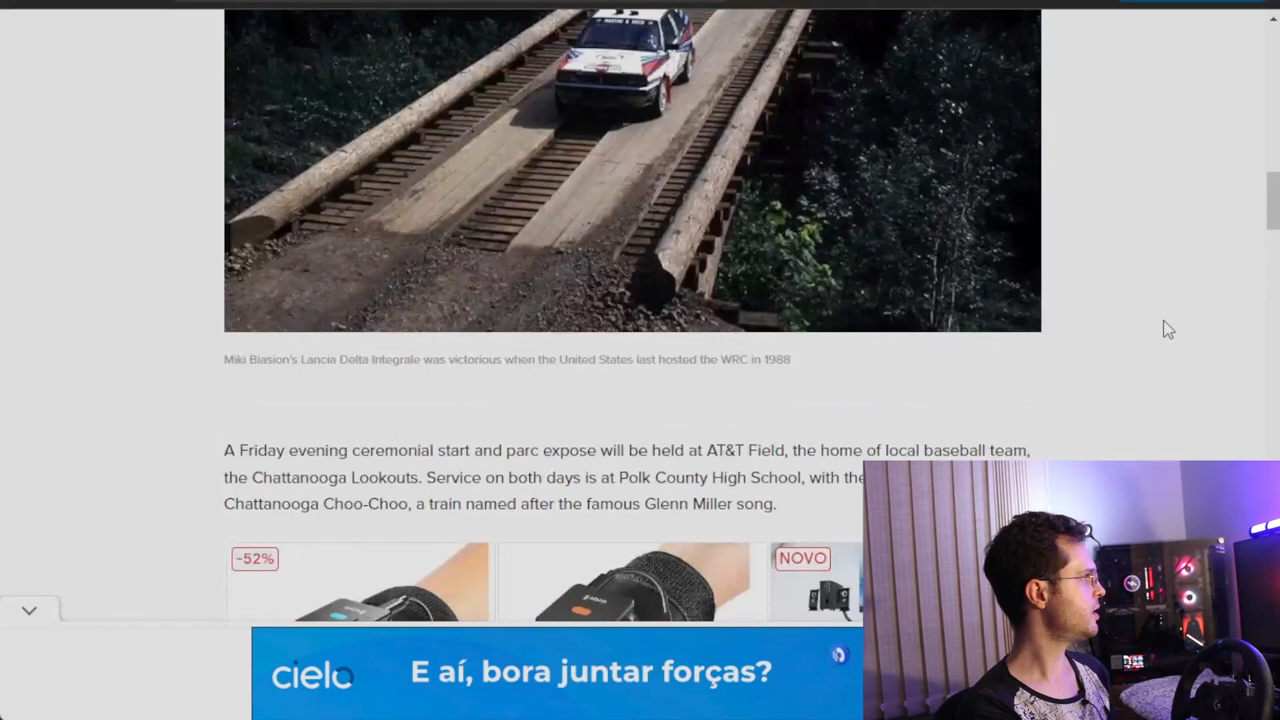 MARTINI RACING
Miki Biasion's Lancia Delta Integrale was victorious when the United States last hosted the WRC in 1988
A Friday evening ceremonial start and parc expose will be held at AT&T Field, the home of local baseball team,
the Chattanooga Lookouts. Service on both days is at Polk County High School, with the
Chattanooga Choo-Choo, a train named after the famous Glenn Miller song.
-52%
NOVO
cielo
E aí, bora juntar forças?